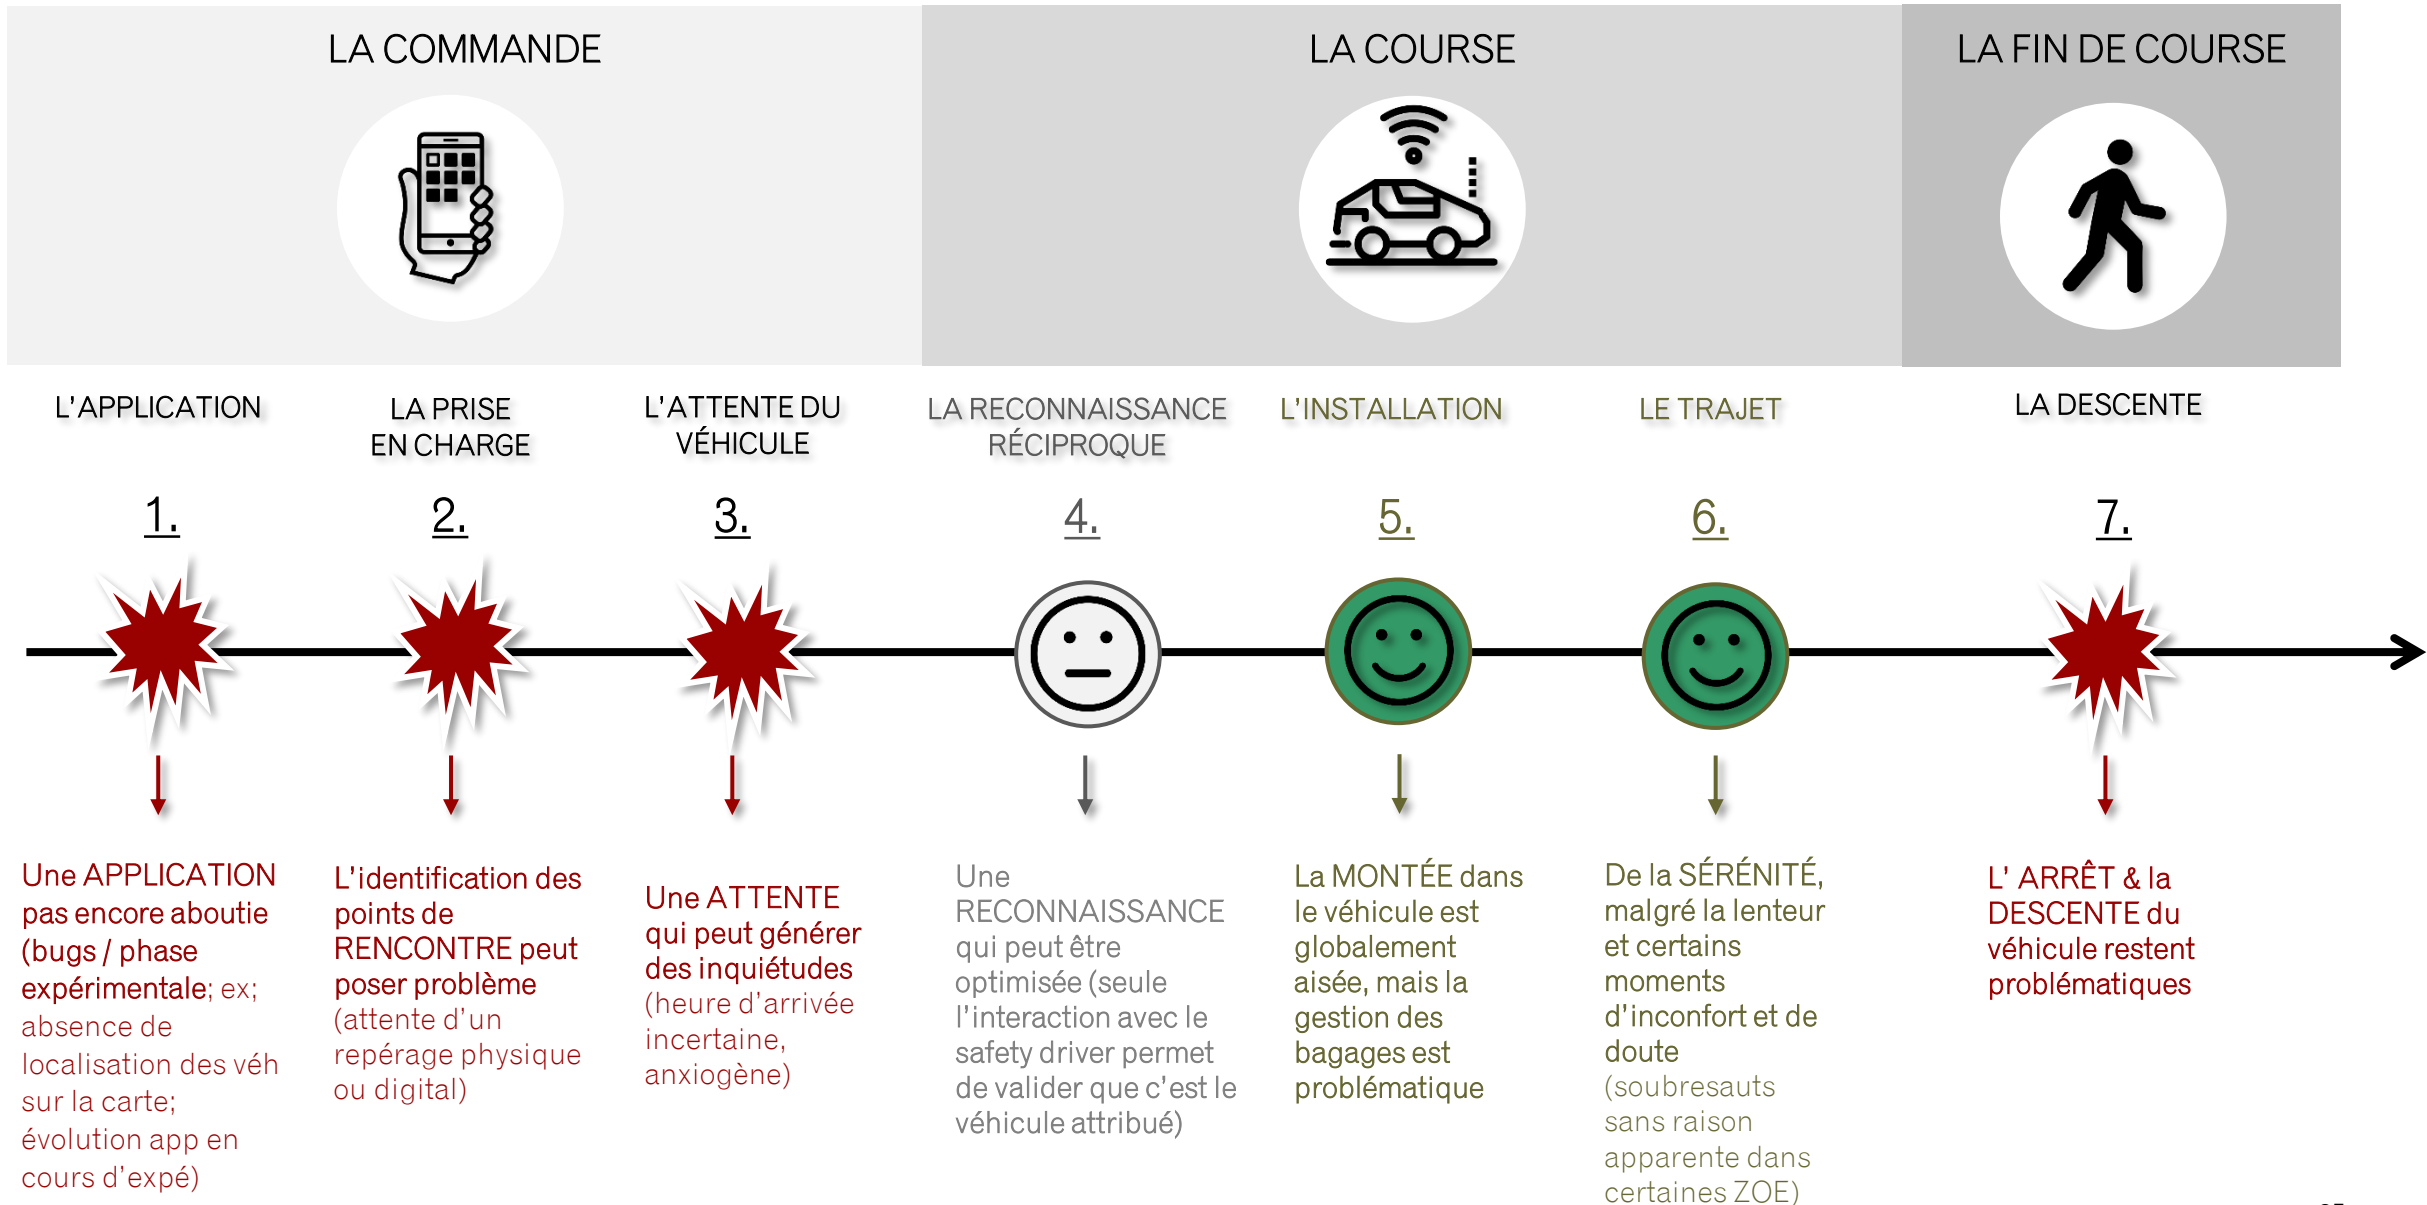 LA COMMANDE
LA COURSE
LA FIN DE COURSE
L'APPLICATION
LA PRISE
EN CHARGE
L'ATTENTE DU
VÉHICULE
LA RECONNAISSANCE
RÉCIPROQUE
L'INSTALLATION
LE TRAJET
LA DESCENTE
1.
2.
3.
4.
5.
6.
7.
Une APPLICATION
pas encore aboutie
(bugs / phase
expérimentale; ex;
absence de
localisation des véh
sur la carte;
évolution app en
cours d'expé)
L'identification des
points de
RENCONTRE peut
poser problème
(attente d'un
repérage physique
ou digital)
Une ATTENTE
qui peut générer
des inquiétudes
(heure d'arrivée
incertaine,
anxiogène)
Une
RECONNAISSANCE
qui peut être
optimisée (seule
l'interaction avec le
safety driver permet
de valider que c'est le
véhicule attribué)
La MONTÉE dans
le véhicule est
globalement
aisée, mais la
gestion des
bagages est
problématique
De la SÉRÉNITÉ,
malgré la lenteur
et certains
moments
d'inconfort et de
doute
(soubresauts
sans raison
apparente dans
certaines ZOE)
L' ARRÊT & la
DESCENTE du
véhicule restent
problématiques